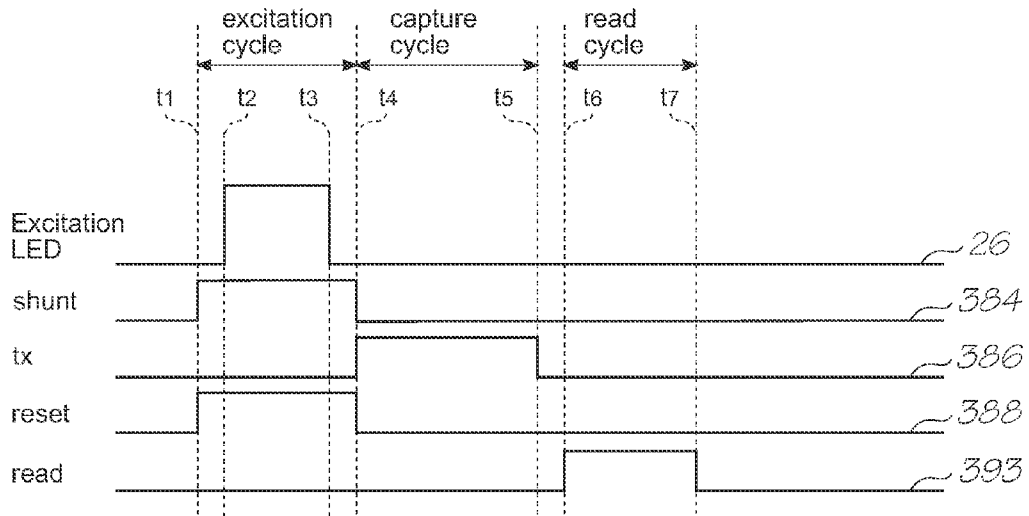 excitation cycle
capture cycle
read cycle
t1
t2
t3
t4
t5
t6
t7
Excitation LED
26
shunt
384
tx
386
reset
388
read
393